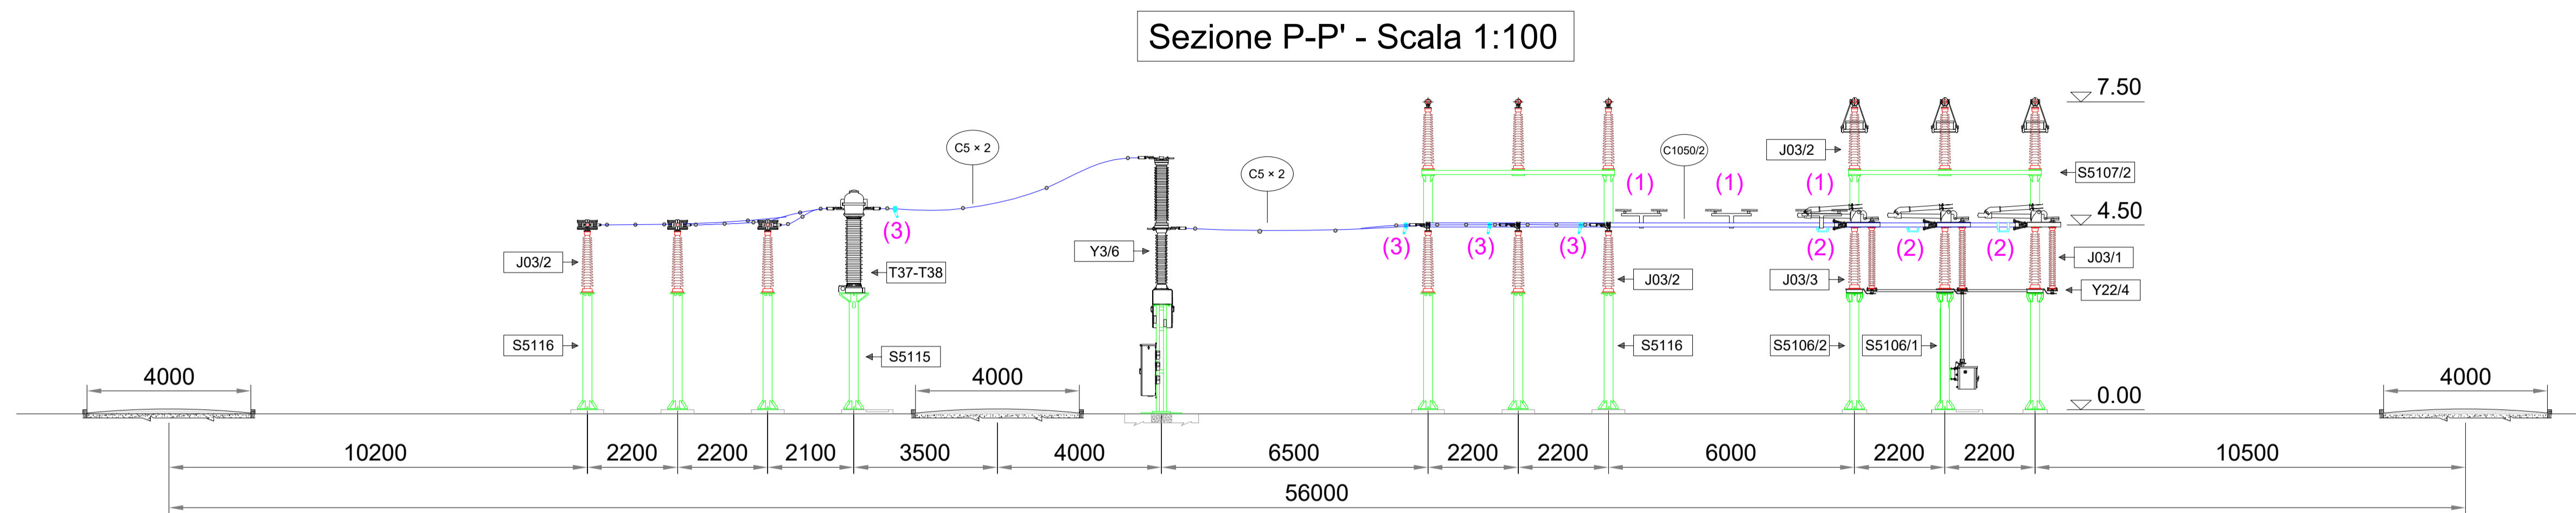 Sezione P-P' - Scala 1:100
7.50
C5 × 2
C1050/2
J03/2
C5 × 2
S5107/2
(1)
(1)
(1)
4.50
(3)
(3)
(3)
(3)
(2)
(2)
(2)
J03/2
T37-T38
Y3/6
J03/2
J03/3
J03/1
Y22/4
S5116
S5115
S5116
S5106/2
S5106/1
4000
4000
4000
0.00
10200
2200
2200
2100
3500
4000
6500
2200
2200
6000
2200
2200
10500
56000